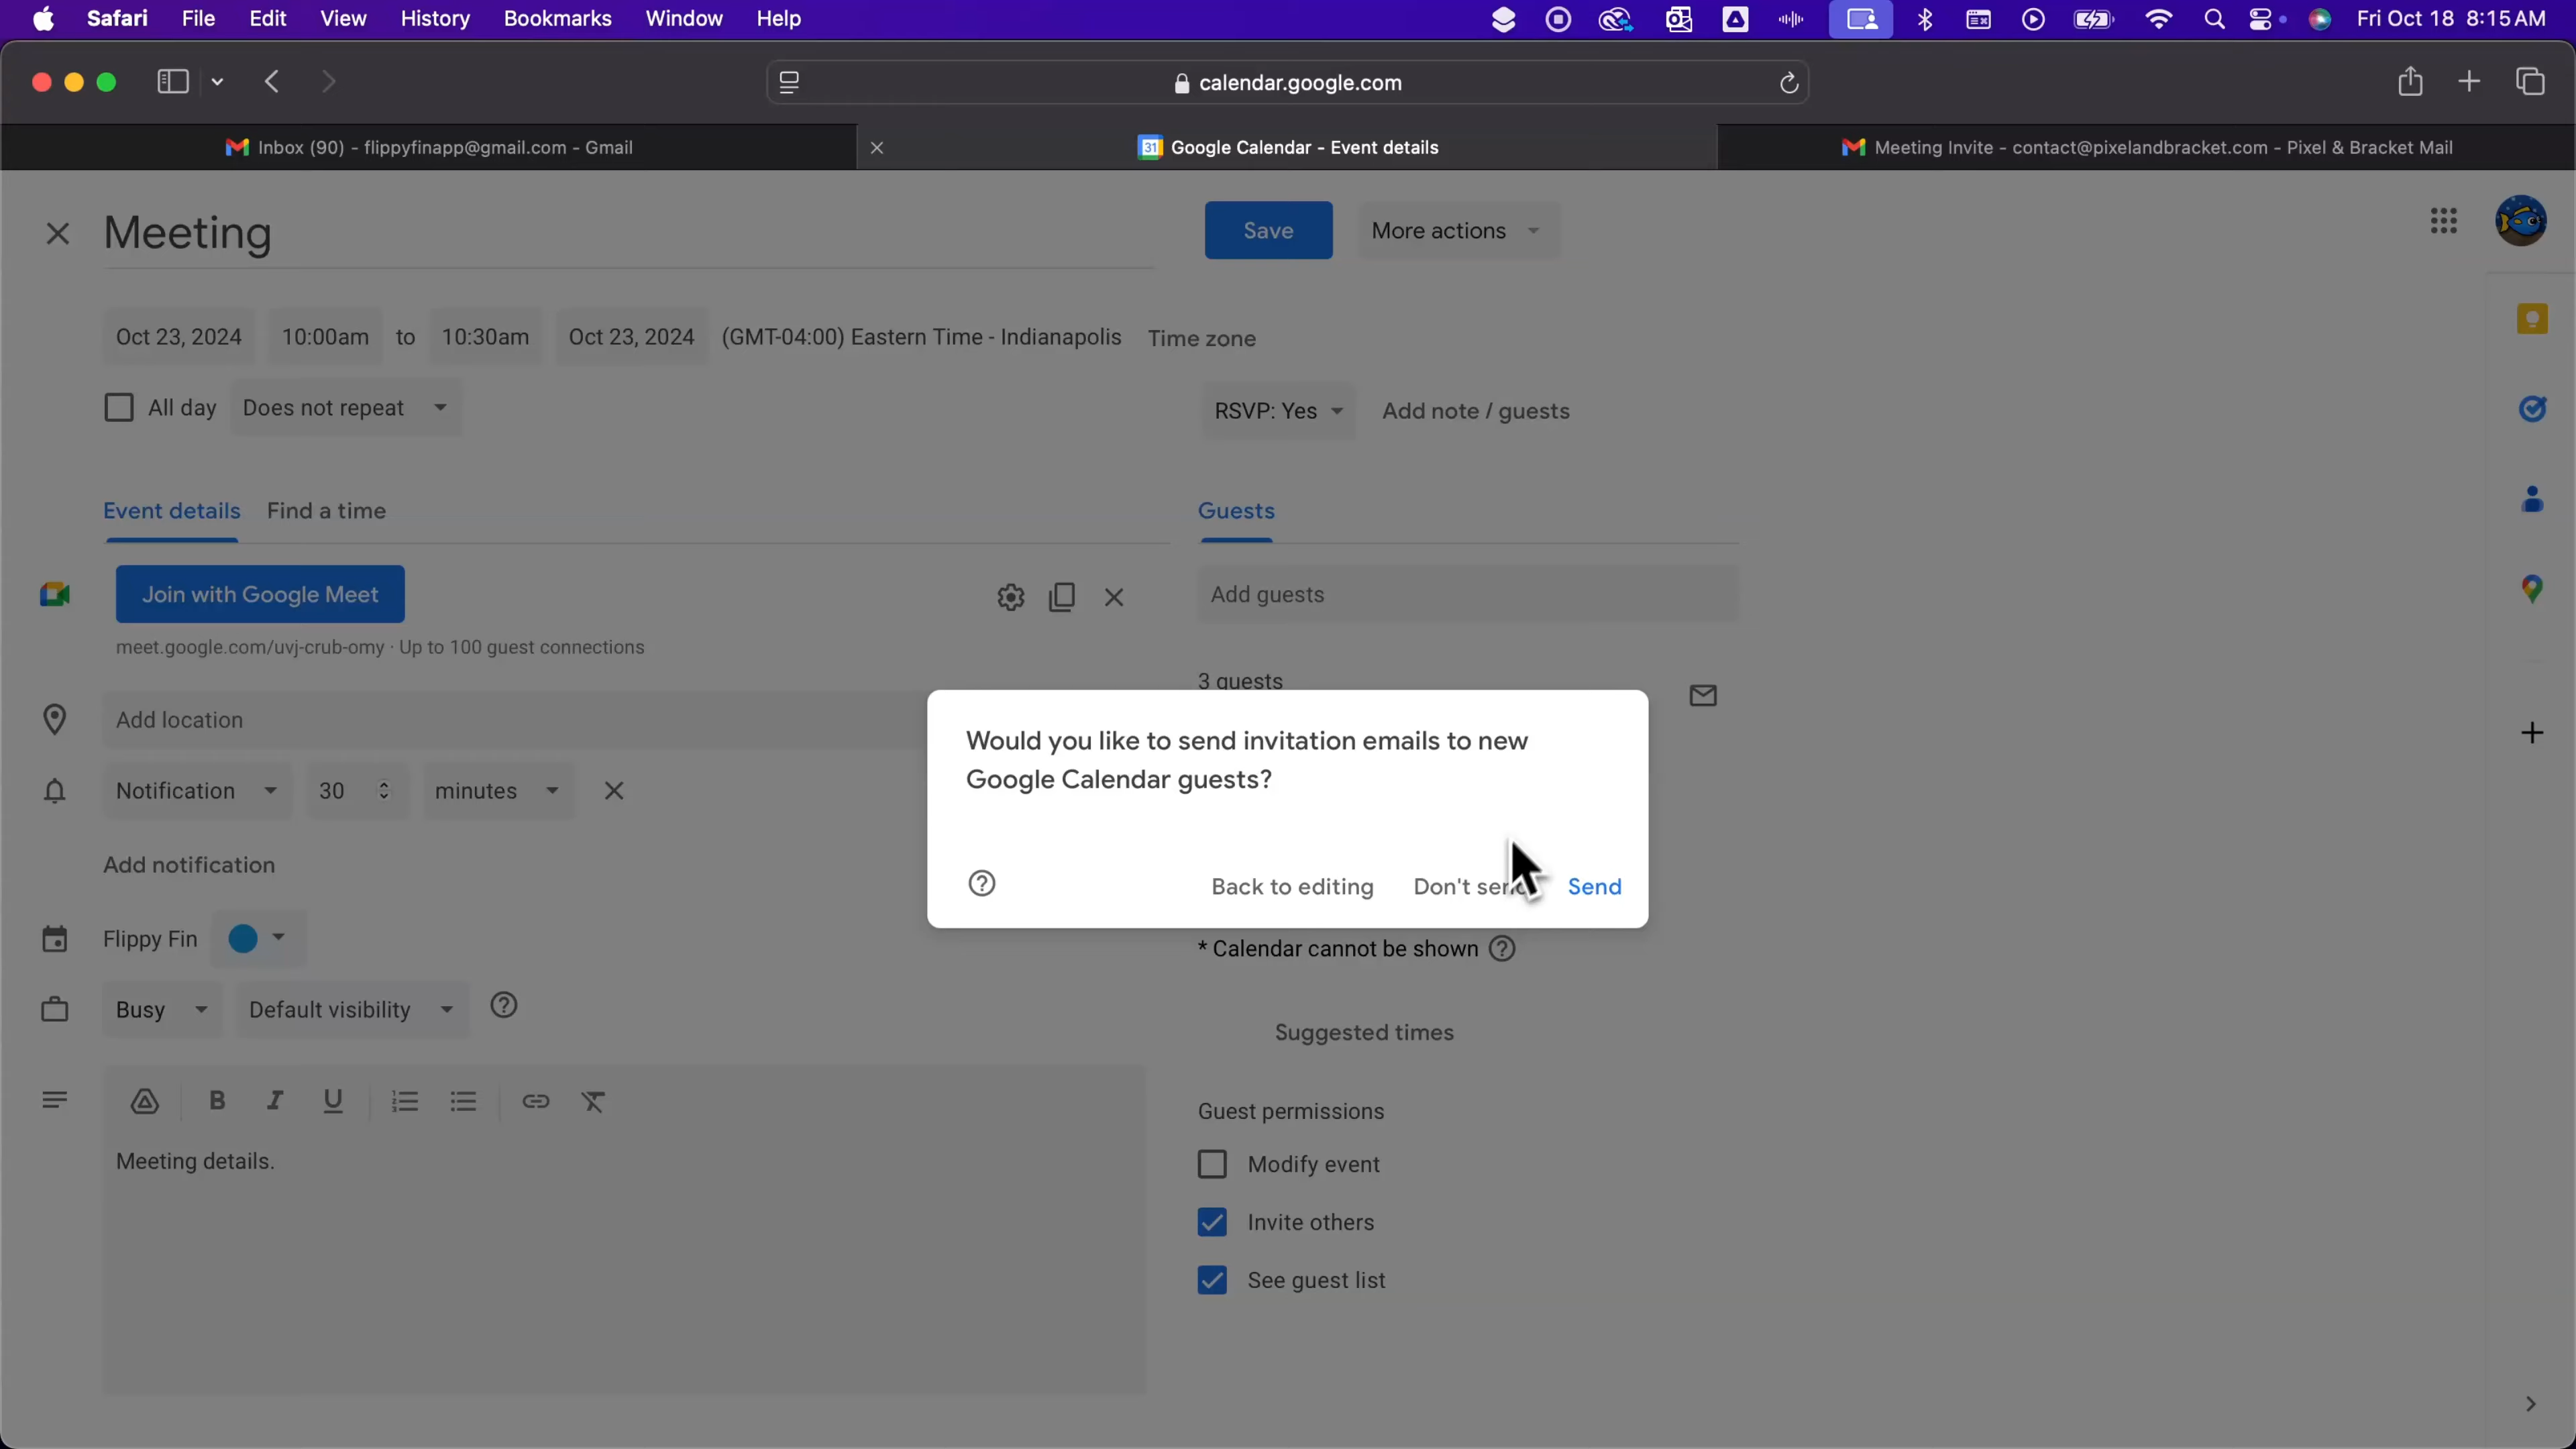 Safari File Edit View History Bookmarks Window Help Fri Oct 18 8:15 AM
calendar.google.com
Inbox (90) - flippyfinapp@gmail.com - Gmail
31 Google Calendar - Event details
Meeting Invite - contact@pixelandbracket.com - Pixel & Bracket Mail
Meeting
Save More actions
Oct 23, 2024 10:00am to 10:30am Oct 23, 2024 (GMT-04:00) Eastern Time - Indianapolis Time zone
All day Does not repeat
RSVP: Yes Add note / guests
Event details Find a time
Guests
Join with Google Meet
Add guests
meet.google.com/uvj-crub-omy · Up to 100 guest connections
3 guests
Add location
Would you like to send invitation emails to new
Google Calendar guests?
Notification 30 minutes
Add notification
Back to editing Don't send Send
Flippy Fin
* Calendar cannot be shown
Busy Default visibility
Suggested times
B I U
Guest permissions
Meeting details.
Modify event
Invite others
See guest list